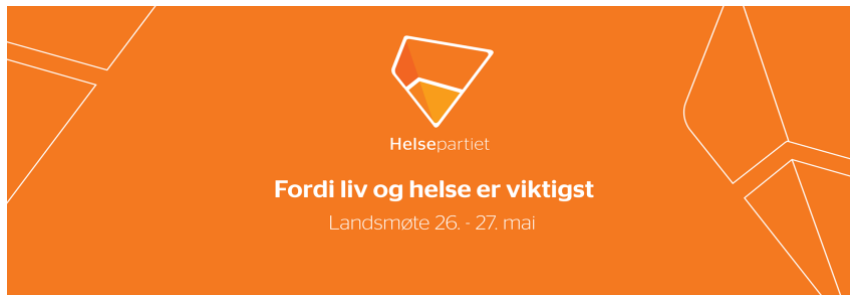 Helsepartiet
Fordi liv og helse er viktigst
Landsmøte 26. - 27. mai